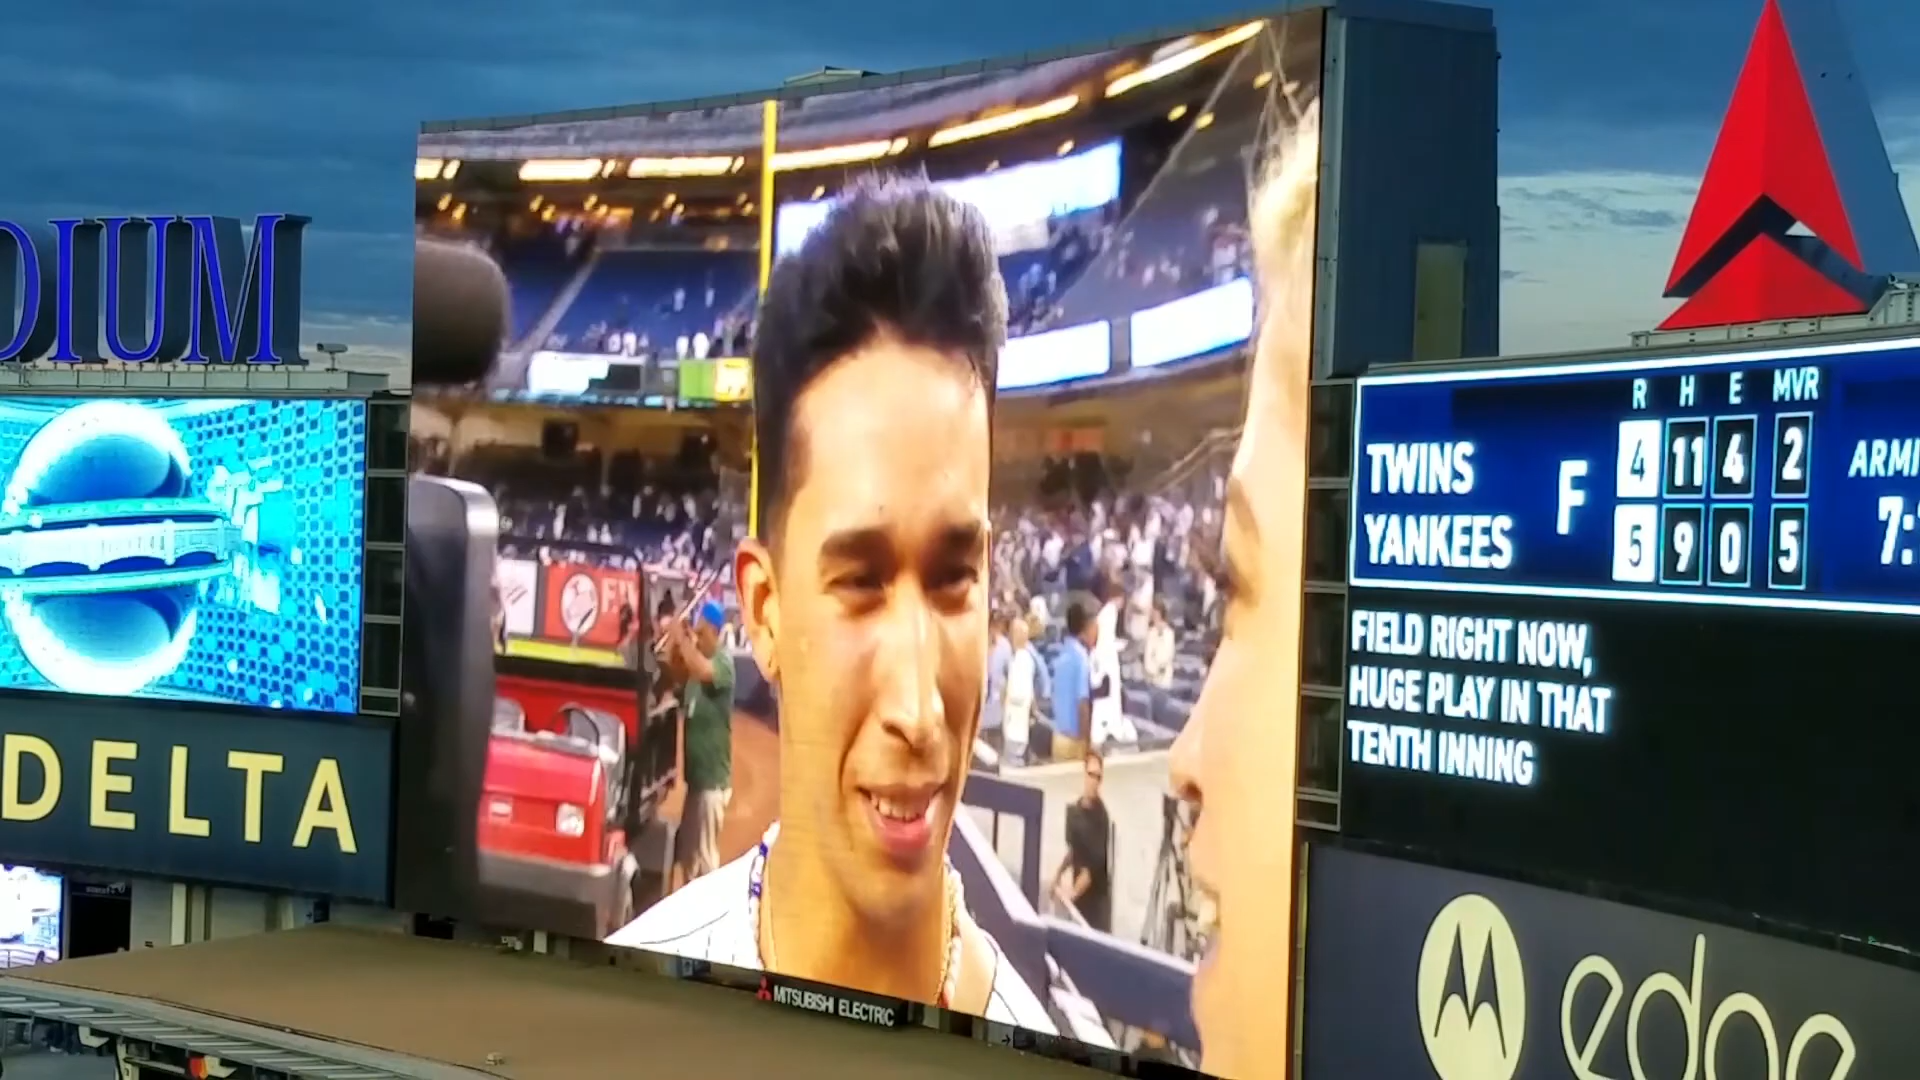 DIUM
DELTA
MITSUBISHI ELECTRIC
R H E MVR
TWINS F 4 11 4 2
YANKEES 5 9 0 5
ARMI
7:
FIELD RIGHT NOW,
HUGE PLAY IN THAT
TENTH INNING
edge